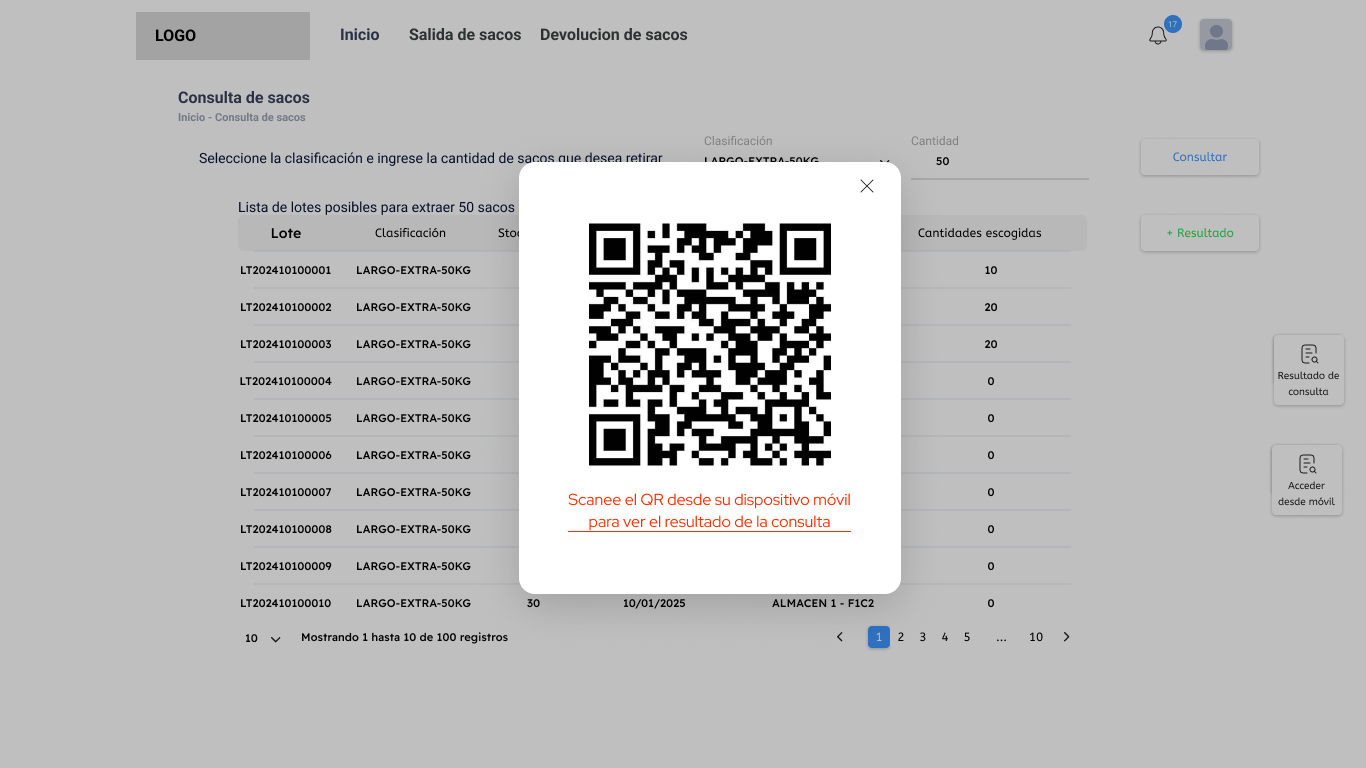 LOGO
Inicio
Salida de sacos
Devolucion de sacos
17
Consulta de sacos
Inicio - Consulta de sacos
Clasificación
Cantidad
Seleccione la clasificación e ingrese la cantidad de sacos que desea retirar
LARGO-EXTRA-50KG
50
Consultar
Lista de lotes posibles para extraer 50 sacos
Lote
Clasificación
Cantidades escogidas
+ Resultado
LT202410100001 LARGO-EXTRA-50KG 10
LT202410100002 LARGO-EXTRA-50KG 20
LT202410100003 LARGO-EXTRA-50KG 20
LT202410100004 LARGO-EXTRA-50KG 0
LT202410100005 LARGO-EXTRA-50KG 0
LT202410100006 LARGO-EXTRA-50KG 0
LT202410100007 LARGO-EXTRA-50KG 0
LT202410100008 LARGO-EXTRA-50KG 0
LT202410100009 LARGO-EXTRA-50KG 0
LT202410100010 LARGO-EXTRA-50KG 30 10/01/2025 ALMACEN 1 - F1C2 0
Resultado de
consulta
Acceder
desde móvil
Scanee el QR desde su dispositivo móvil
para ver el resultado de la consulta
10
Mostrando 1 hasta 10 de 100 registros
1 2 3 4 5 ... 10